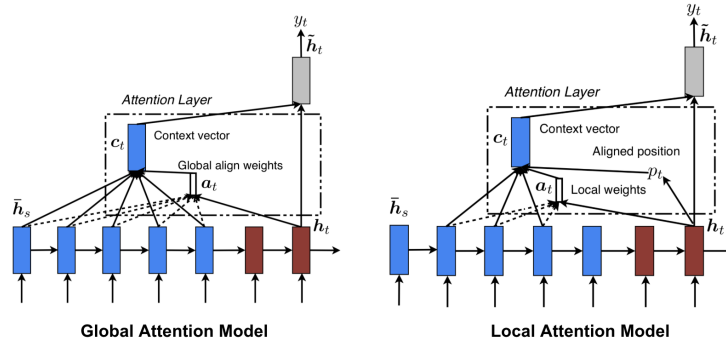 y_t
h̃_t
Attention Layer
c_t
Context vector
Global align weights
a_t
h̄_s
h_t
Global Attention Model
y_t
h̃_t
Attention Layer
c_t
Context vector
Aligned position
p_t
a_t
Local weights
h̄_s
h_t
Local Attention Model